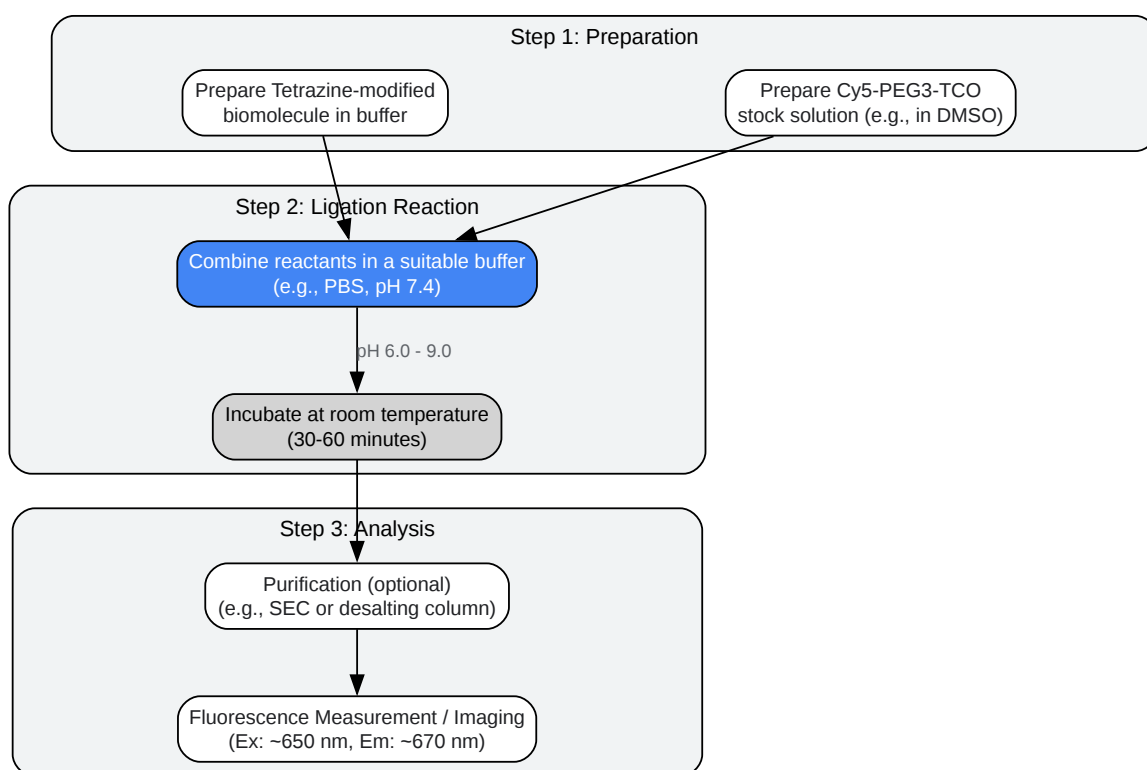 Step 1: Preparation
Prepare Tetrazine-modified
biomolecule in buffer
Prepare Cy5-PEG3-TCO
stock solution (e.g., in DMSO)
Step 2: Ligation Reaction
Combine reactants in a suitable buffer
(e.g., PBS, pH 7.4)
pH 6.0 - 9.0
Incubate at room temperature
(30-60 minutes)
Step 3: Analysis
Purification (optional)
(e.g., SEC or desalting column)
Fluorescence Measurement / Imaging
(Ex: ~650 nm, Em: ~670 nm)